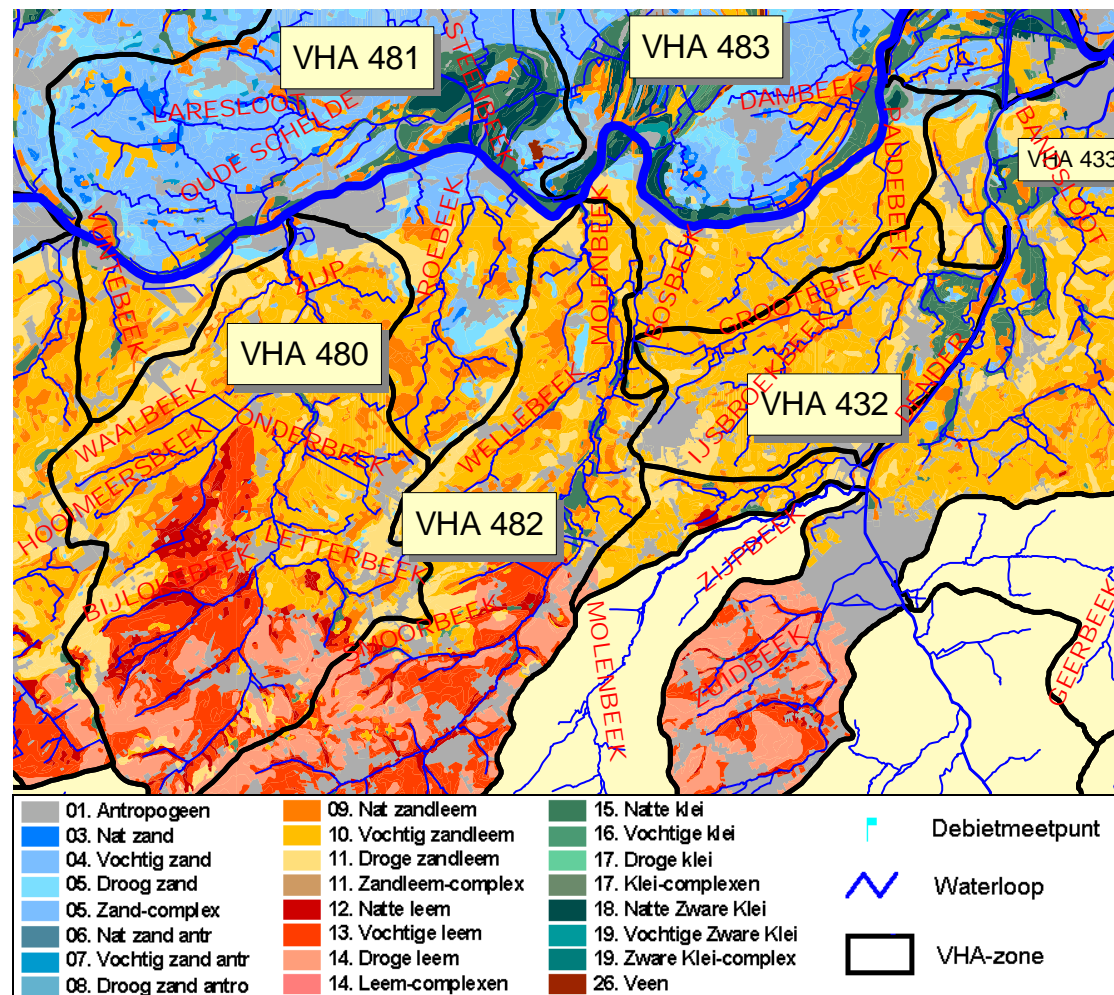 VHA 481
VHA 483
STEENBEEK
LARESLOOT
OUDE SCHELDE
DAMBEEK
PADDEBEEK
BANDSLOOT
VHA 433
VIJNTEBEEK
ZIJP
ROEBEEK
MOLENBEEK
BOSBEEK
GROOTEBEEK
VHA 480
IJSBROEKBEEK
VHA 432
DENDER
WAALBEEK
HOOIMEERSBEEK
ONDERBEEK
WELLEBEEK
VHA 482
LETTERBEEK
BIJLOKEBEEK
ZIJPBEEK
MOLENBEEK
ZUIDBEEK
GEERBEEK
01. Antropogeen
03. Nat zand
04. Vochtig zand
05. Droog zand
05. Zand-complex
06. Nat zand antr
07. Vochtig zand antr
08. Droog zand antro
09. Nat zandleem
10. Vochtig zandleem
11. Droge zandleem
11. Zandleem-complex
12. Natte leem
13. Vochtige leem
14. Droge leem
14. Leem-complexen
15. Natte klei
16. Vochtige klei
17. Droge klei
17. Klei-complexen
18. Natte Zware Klei
19. Vochtige Zware Klei
19. Zware Klei-complex
26. Veen
Debietmeetpunt
Waterloop
VHA-zone